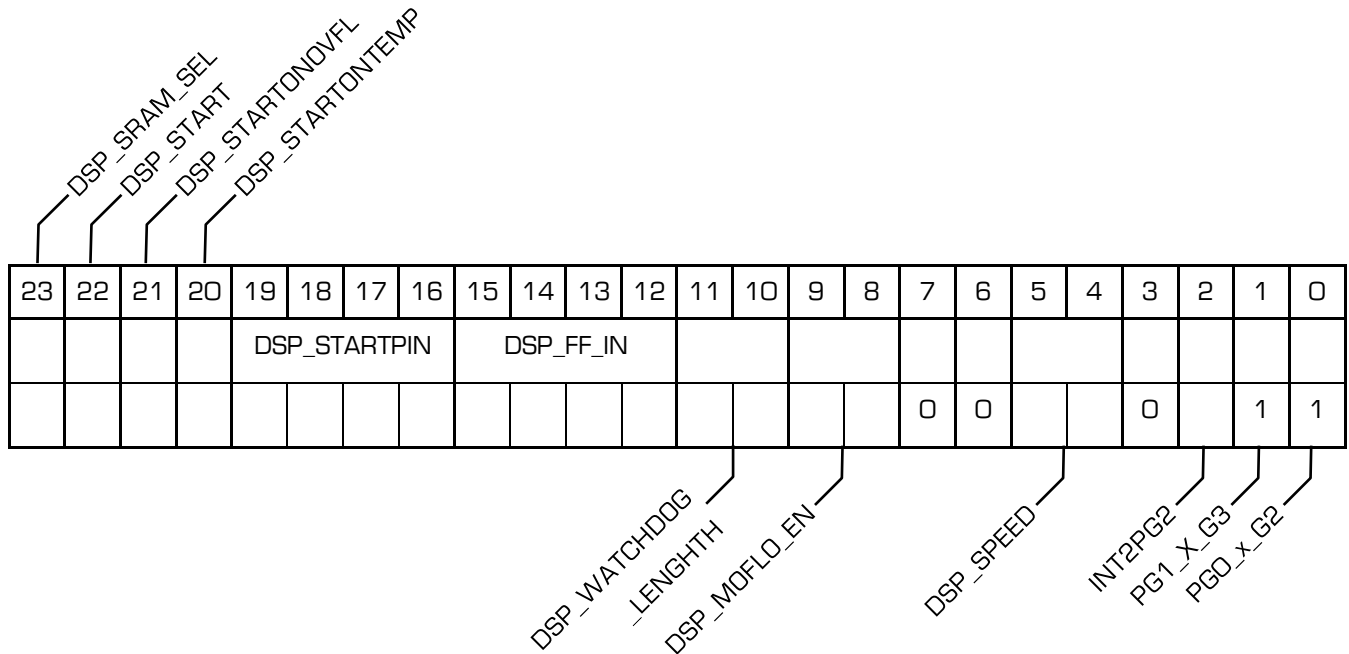 DSP_SRAM_SEL
DSP_START
DSP_STARTONOVFL
DSP_STARTONTEMP
23 22 21 20 19 18 17 16 15 14 13 12 11 10 9 8 7 6 5 4 3 2 1 0
DSP_STARTPIN DSP_FF_IN
0 0 0 1 1
DSP_WATCHDOG
_LENGHTH
DSP_MOFLO_EN
DSP_SPEED
INT2PG2
PG1_X_G3
PG0_x_G2